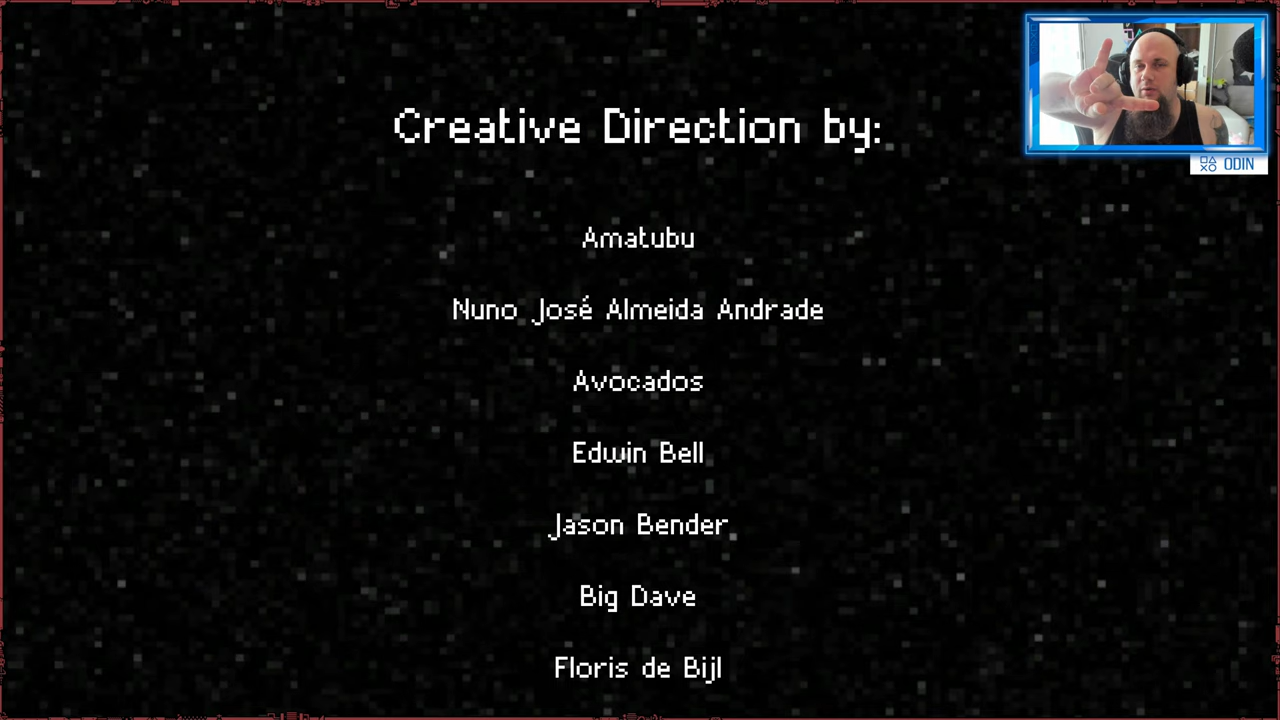 Creative Direction by:
ODIN
Amatubu
Nuno José Almeida Andrade
Avocados
Edwin Bell
Jason Bender
Big Dave
Floris de Bijl